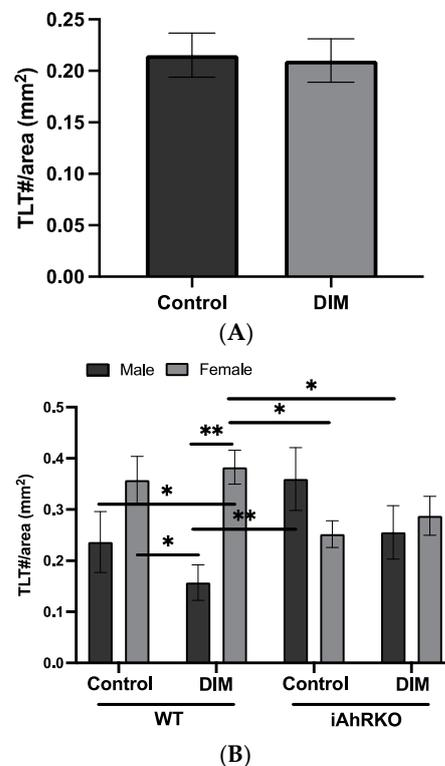 TLT#/area (mm²)
0.25
0.20
0.15
0.10
0.05
0.00
Control DIM
(A)
Male Female
TLT#/area (mm²)
0.5
0.4
0.3
0.2
0.1
0.0
*
*
**
*
**
*
Control DIM Control DIM
WT iAhRKO
(B)